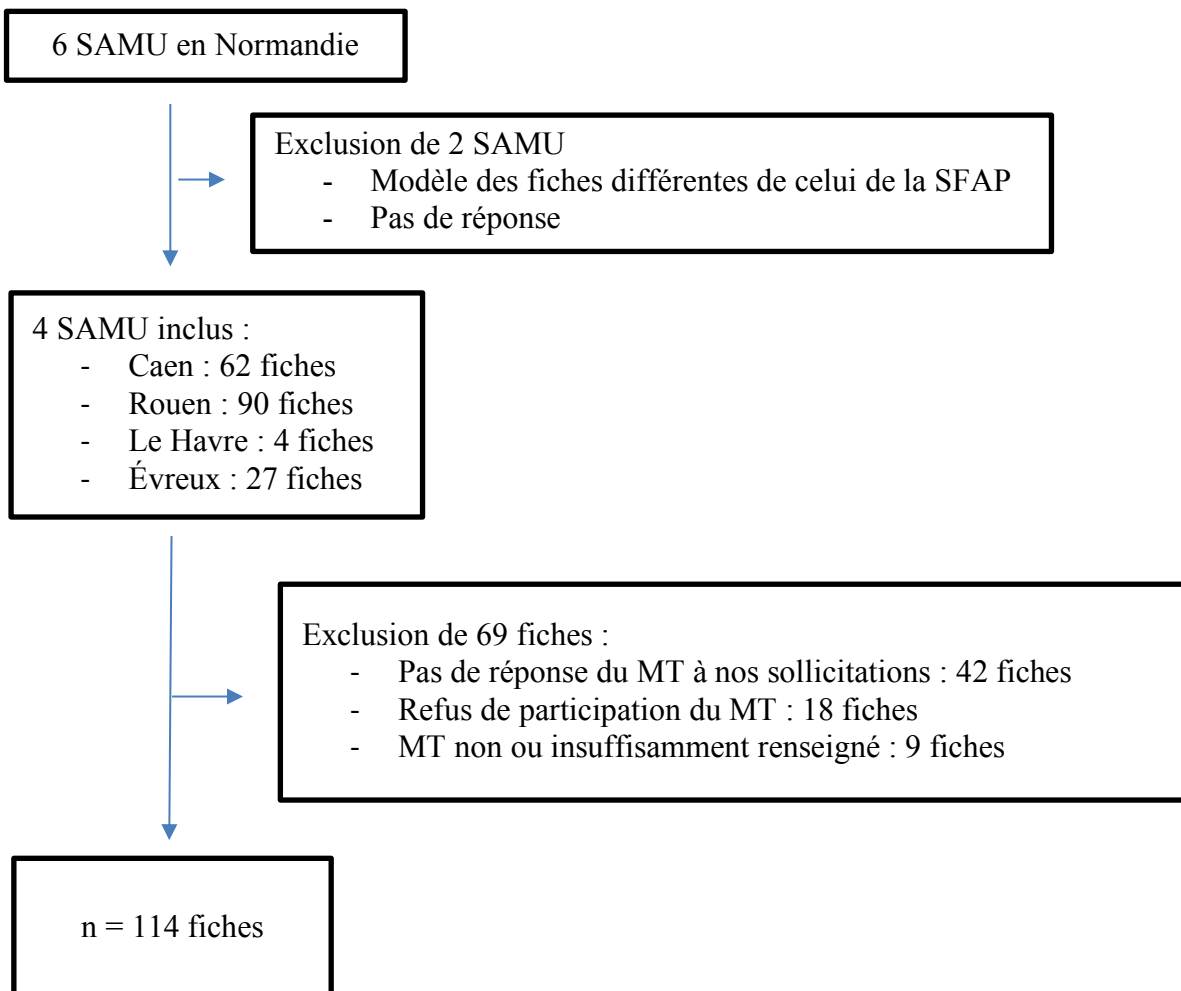 6 SAMU en Normandie
Exclusion de 2 SAMU
- Modèle des fiches différentes de celui de la SFAP
- Pas de réponse
4 SAMU inclus :
- Caen : 62 fiches
- Rouen : 90 fiches
- Le Havre : 4 fiches
- Évreux : 27 fiches
Exclusion de 69 fiches :
- Pas de réponse du MT à nos sollicitations : 42 fiches
- Refus de participation du MT : 18 fiches
- MT non ou insuffisamment renseigné : 9 fiches
n = 114 fiches